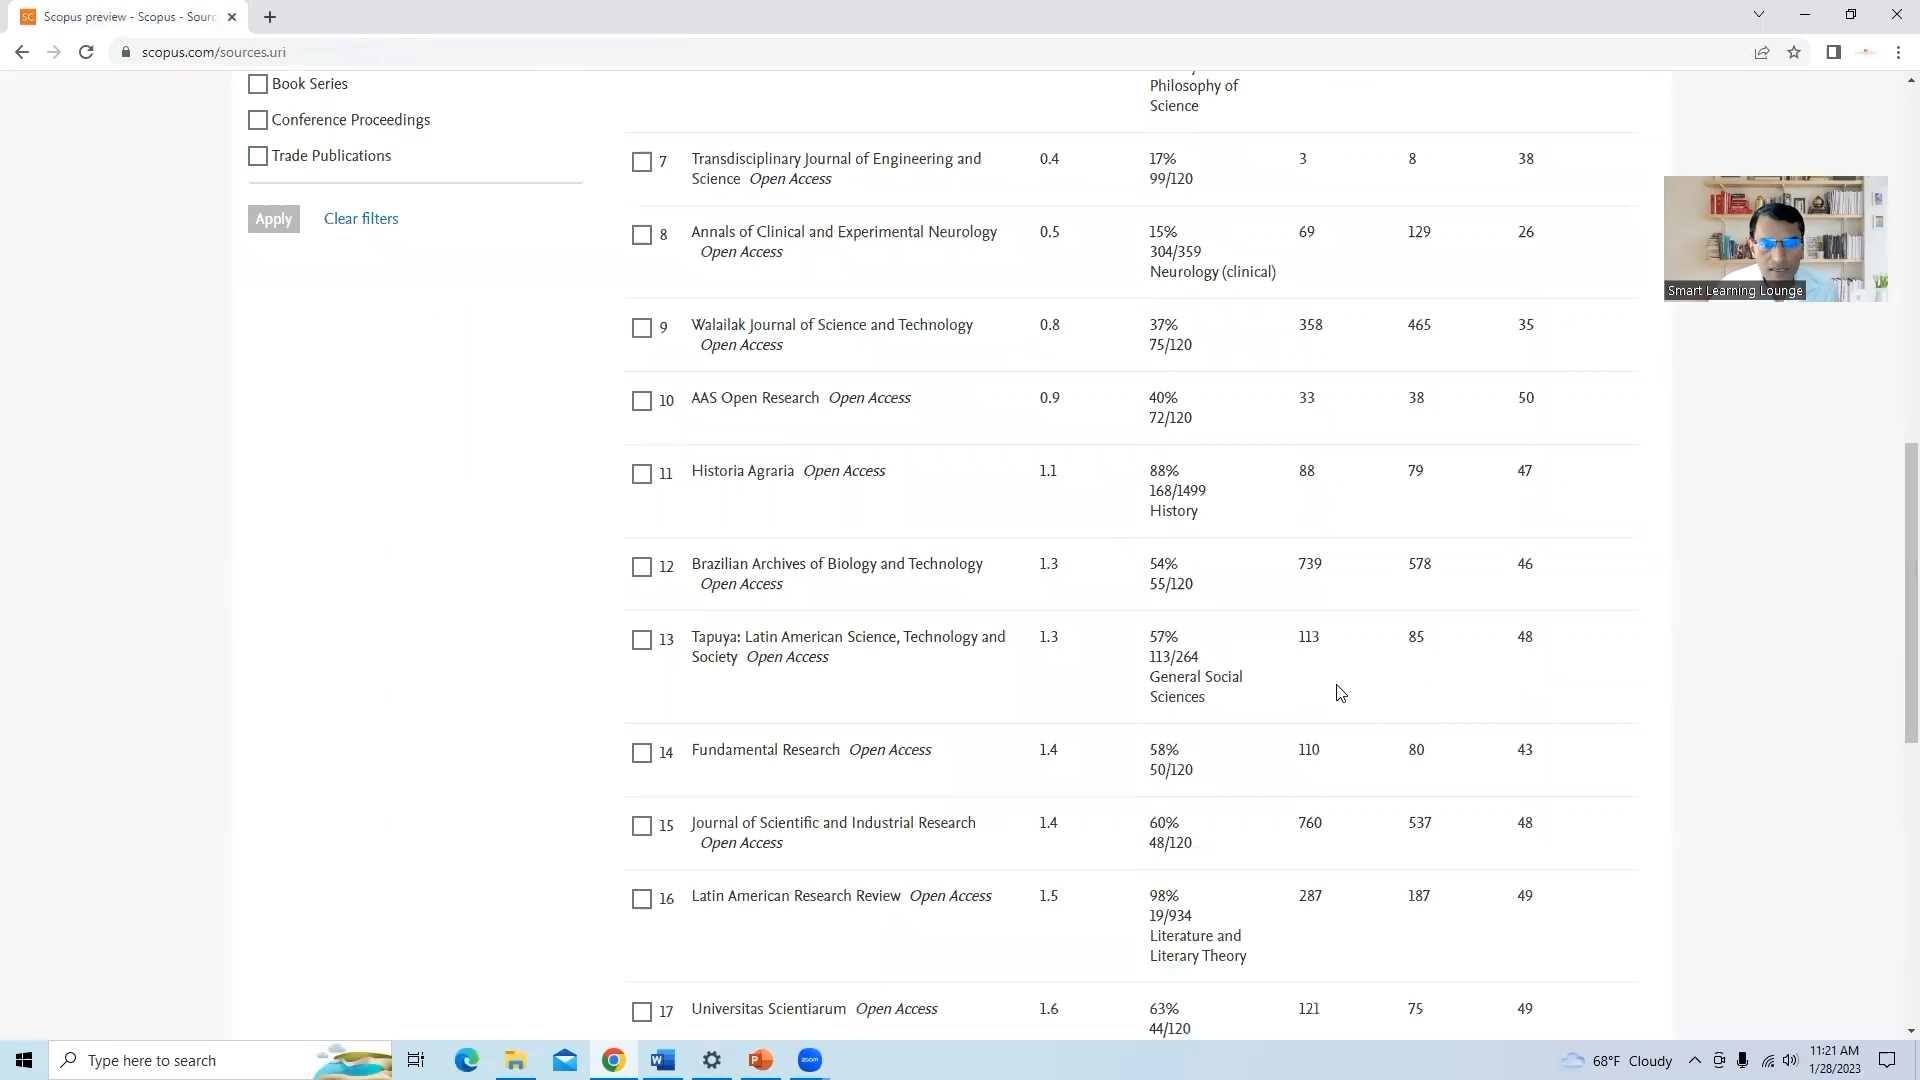 SC Scopus preview - Scopus - Sourc
scopus.com/sources.uri
Book Series
Conference Proceedings
Trade Publications
Apply Clear filters
Philosophy of
Science
7 Transdisciplinary Journal of Engineering and 0.4 17% 3 8 38
Science Open Access 99/120
8 Annals of Clinical and Experimental Neurology 0.5 15% 69 129 26
Open Access 304/359
Neurology (clinical)
9 Walailak Journal of Science and Technology 0.8 37% 358 465 35
Open Access 75/120
10 AAS Open Research Open Access 0.9 40% 33 38 50
72/120
11 Historia Agraria Open Access 1.1 88% 88 79 47
168/1499
History
12 Brazilian Archives of Biology and Technology 1.3 54% 739 578 46
Open Access 55/120
13 Tapuya: Latin American Science, Technology and 1.3 57% 113 85 48
Society Open Access 113/264
General Social
Sciences
14 Fundamental Research Open Access 1.4 58% 110 80 43
50/120
15 Journal of Scientific and Industrial Research 1.4 60% 760 537 48
Open Access 48/120
16 Latin American Research Review Open Access 1.5 98% 287 187 49
19/934
Literature and
Literary Theory
17 Universitas Scientiarum Open Access 1.6 63% 121 75 49
44/120
Smart Learning Lounge
Type here to search
zoom
68°F Cloudy
11:21 AM
1/28/2023